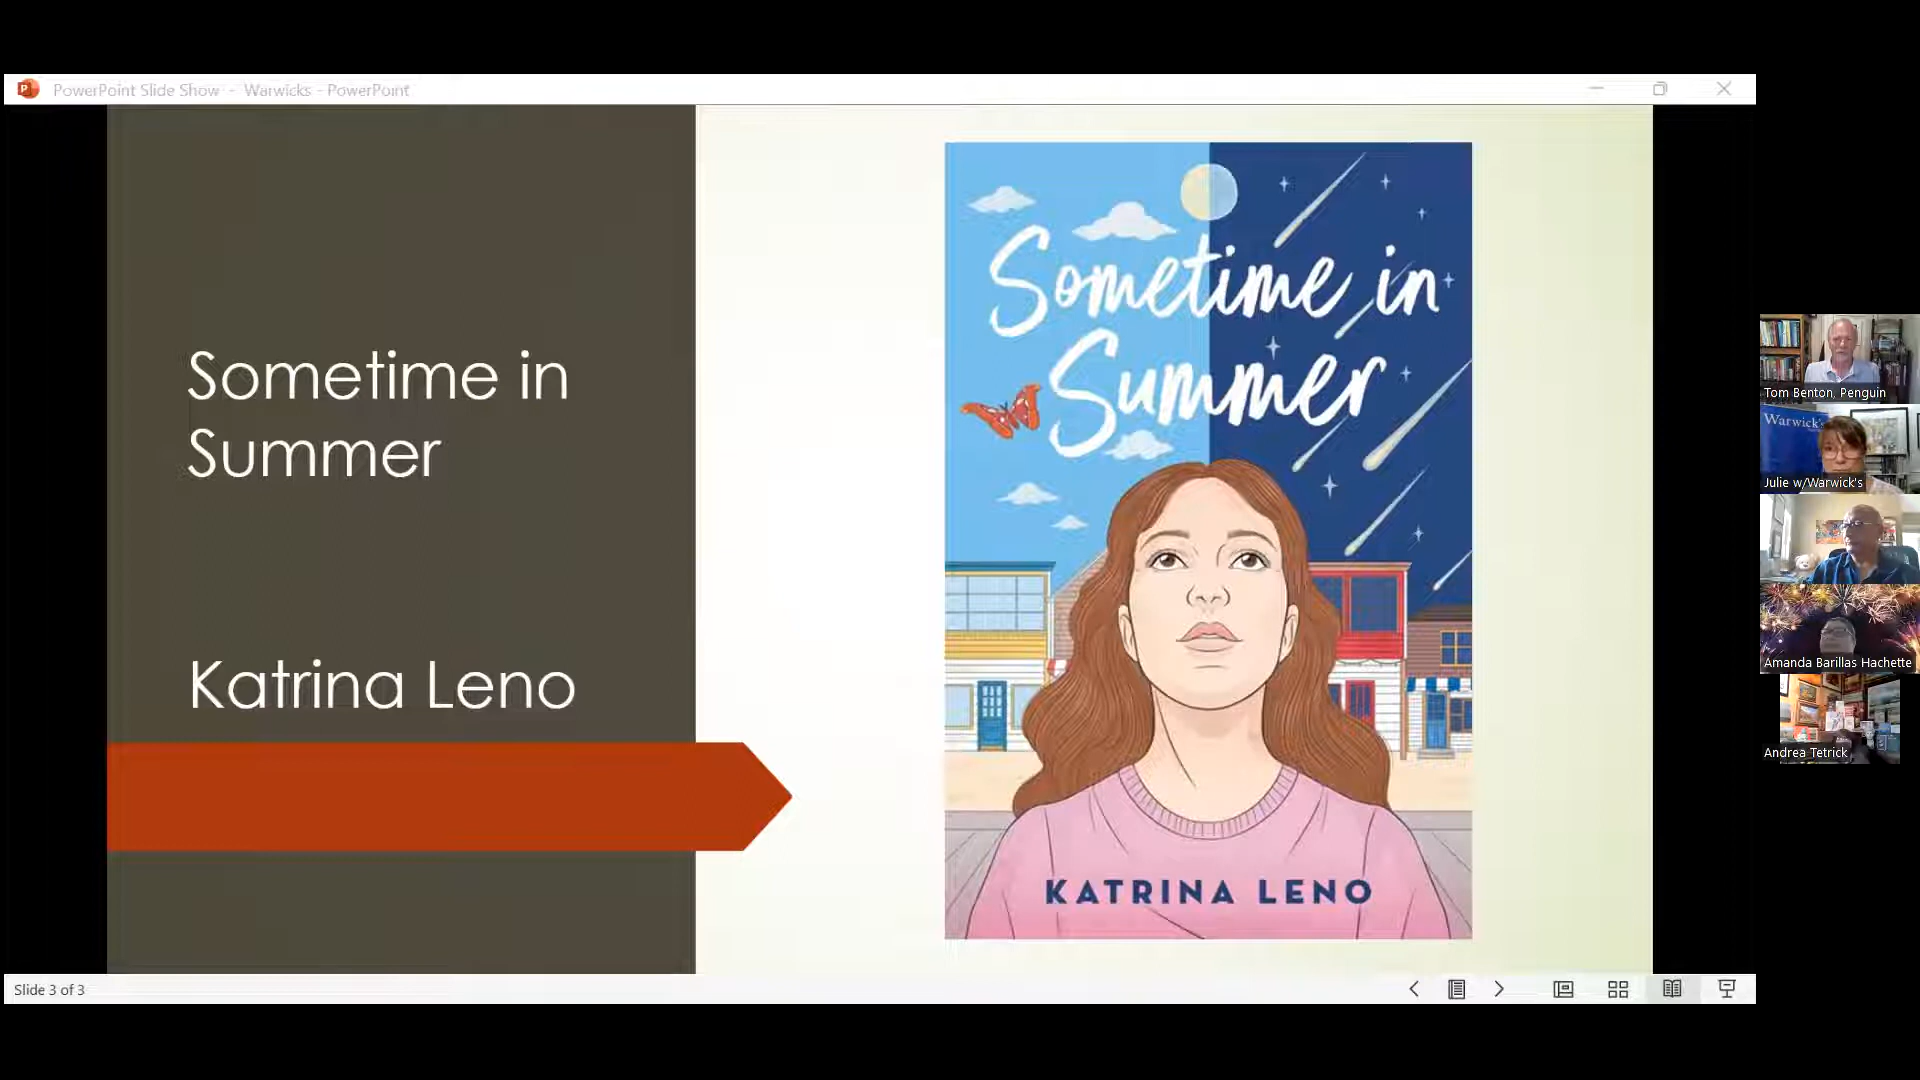 PowerPoint Slide Show - Warwicks - PowerPoint
Sometime in
Summer
Katrina Leno
Sometime in
Summer
KATRINA LENO
Slide 3 of 3
Tom Benton, Penguin
Warwick's
Julie w/Warwick's
Amanda Barillas Hachette
Andrea Tetrick